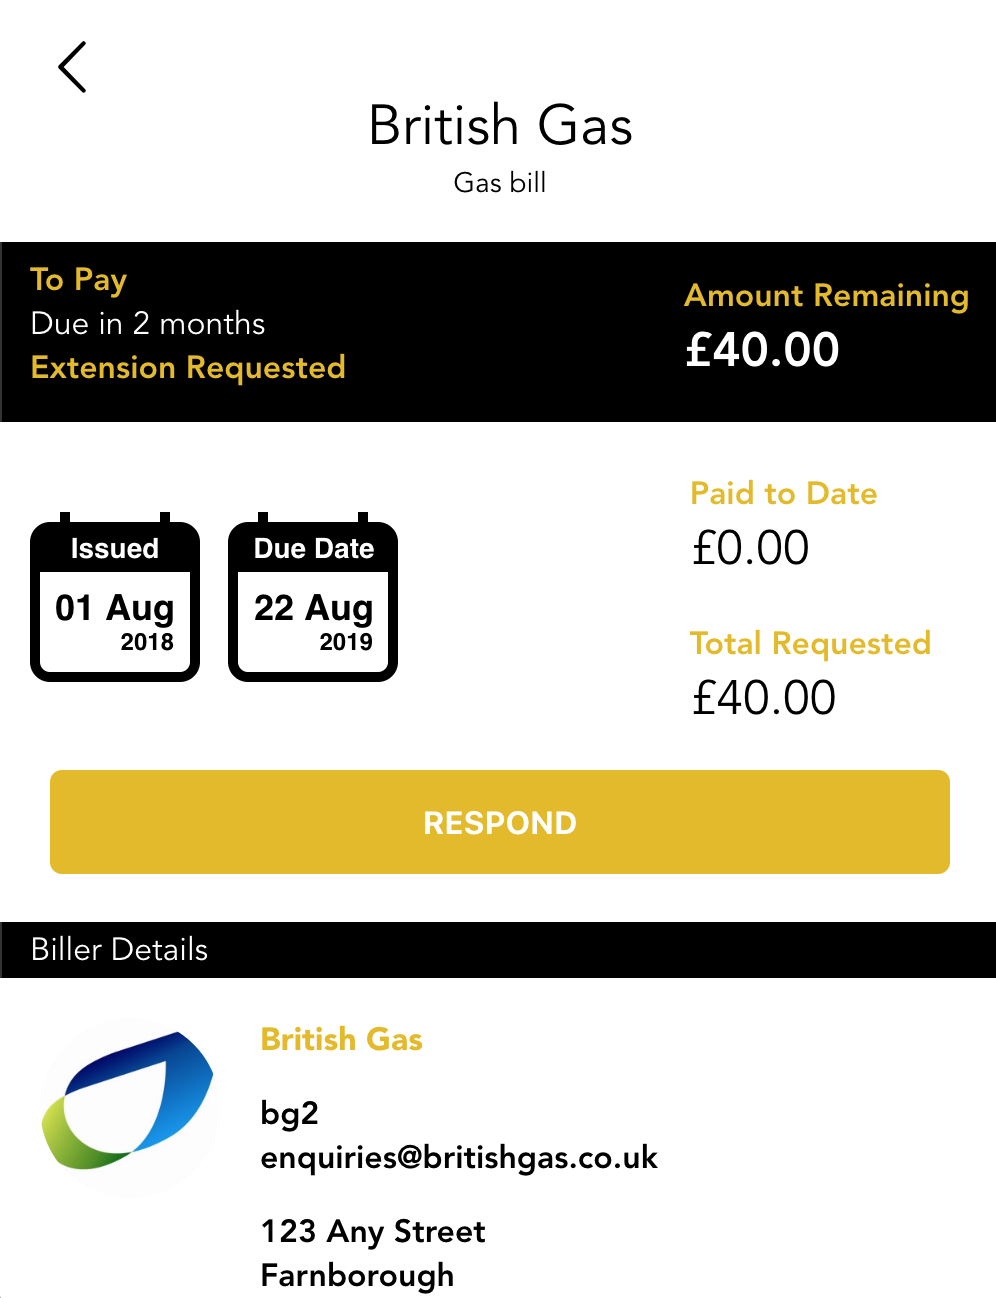 British Gas
Gas bill
To Pay
Due in 2 months
Extension Requested
Amount Remaining
£40.00
Issued
01 Aug
2018
Due Date
22 Aug
2019
Paid to Date
£0.00
Total Requested
£40.00
RESPOND
Biller Details
British Gas
bg2
enquiries@britishgas.co.uk
123 Any Street
Farnborough